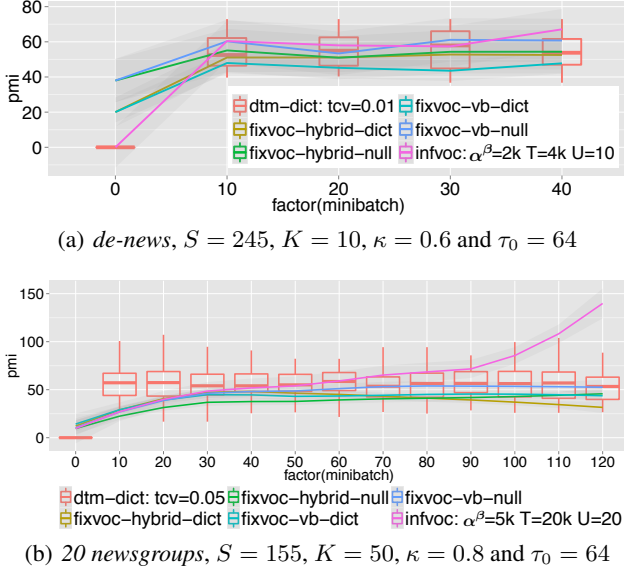 80
60
40
20
0
pmi
dtm-dict: tcv=0.01
fixvoc-vb-dict
fixvoc-hybrid-dict
fixvoc-vb-null
fixvoc-hybrid-null
infvoc: αᵝ=2k T=4k U=10
0 10 20 30 40
factor(minibatch)
(a) de-news, S = 245, K = 10, κ = 0.6 and τ₀ = 64
150
100
50
0
pmi
0 10 20 30 40 50 60 70 80 90 100 110 120
factor(minibatch)
dtm-dict: tcv=0.05 fixvoc-hybrid-null fixvoc-vb-null
fixvoc-hybrid-dict fixvoc-vb-dict infvoc: αᵝ=5k T=20k U=20
(b) 20 newsgroups, S = 155, K = 50, κ = 0.8 and τ₀ = 64